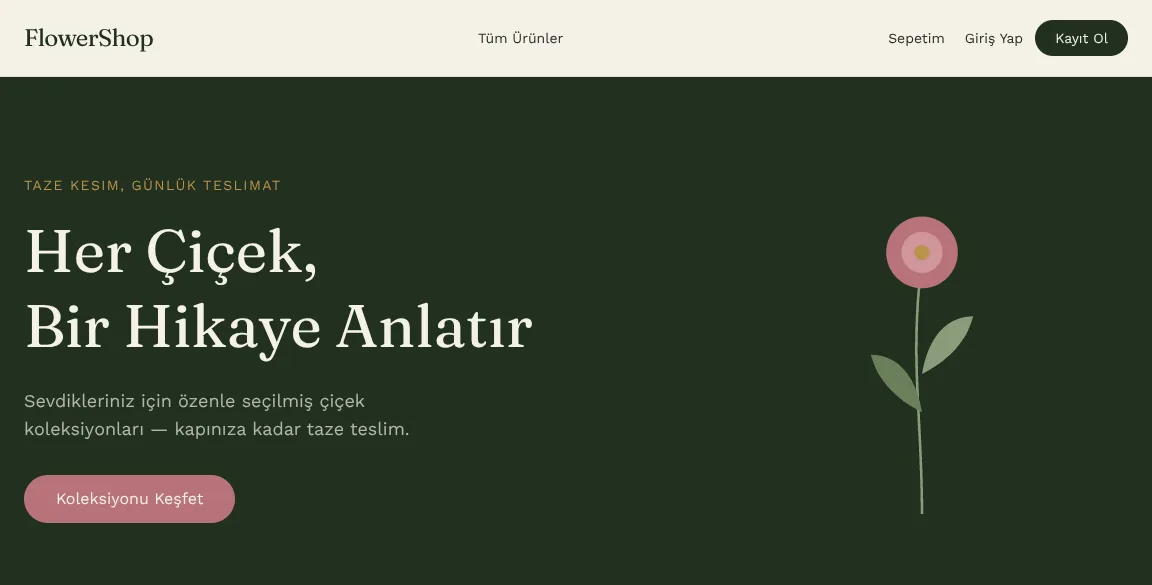 FlowerShop
Tüm Ürünler
Sepetim
Giriş Yap
Kayıt Ol
TAZE KESIM, GÜNLÜK TESLIMAT
Her Çiçek,
Bir Hikaye Anlatır
Sevdikleriniz için özenle seçilmiş çiçek
koleksiyonları — kapınıza kadar taze teslim.
Koleksiyonu Keşfet